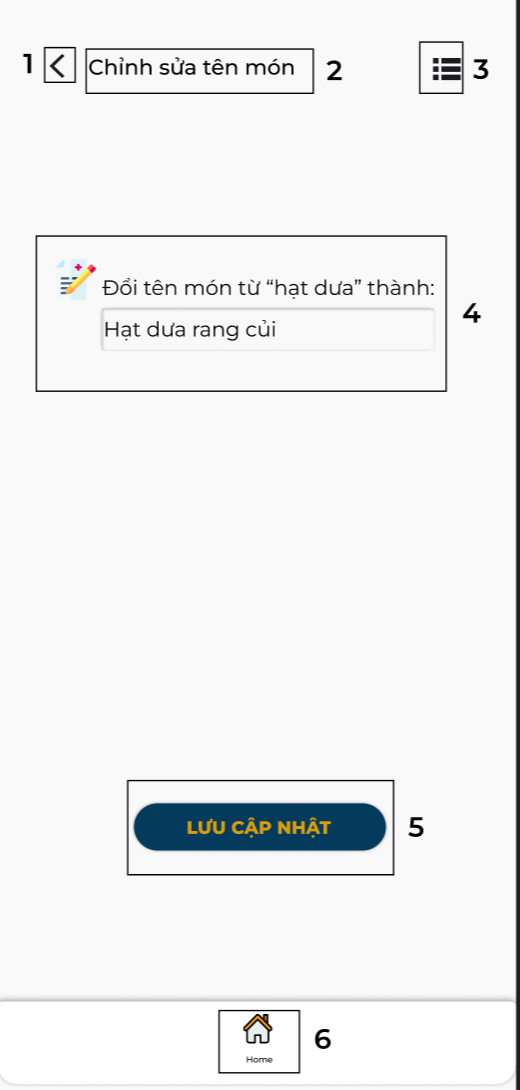 1 Chỉnh sửa tên món 2 3
Đổi tên món từ “hạt dưa” thành:
4
Hạt dưa rang củi
LƯU CẬP NHẬT 5
6
Home